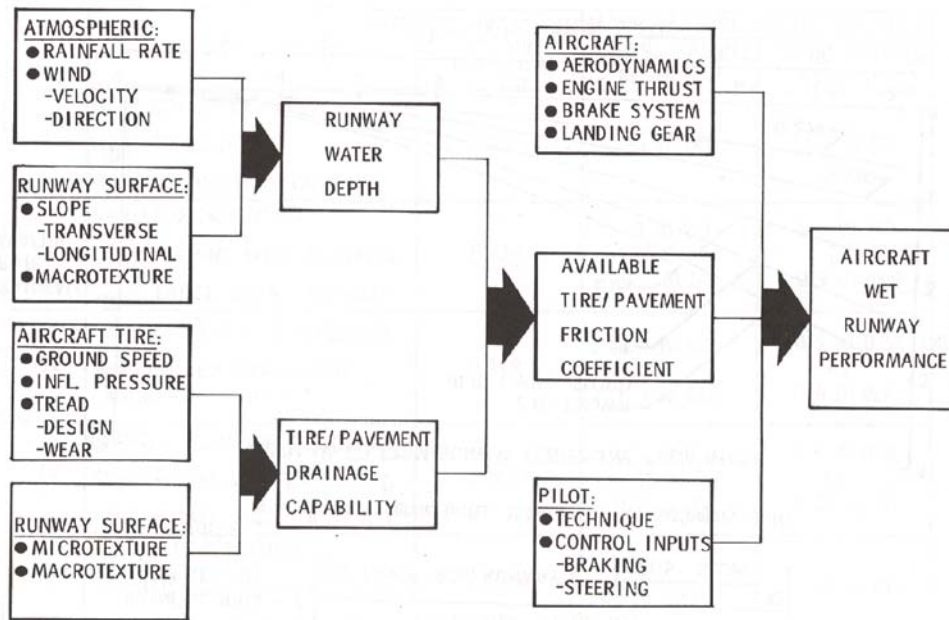 ATMOSPHERIC:
● RAINFALL RATE
● WIND
-VELOCITY
-DIRECTION
RUNWAY SURFACE:
● SLOPE
-TRANSVERSE
-LONGITUDINAL
● MACROTEXTURE
AIRCRAFT TIRE:
● GROUND SPEED
● INFL. PRESSURE
● TREAD
-DESIGN
-WEAR
RUNWAY SURFACE:
● MICROTEXTURE
● MACROTEXTURE
RUNWAY
WATER
DEPTH
TIRE/ PAVEMENT
DRAINAGE
CAPABILITY
AIRCRAFT:
● AERODYNAMICS
● ENGINE THRUST
● BRAKE SYSTEM
● LANDING GEAR
AVAILABLE
TIRE/ PAVEMENT
FRICTION
COEFFICIENT
PILOT:
● TECHNIQUE
● CONTROL INPUTS
-BRAKING
-STEERING
AIRCRAFT
WET
RUNWAY
PERFORMANCE